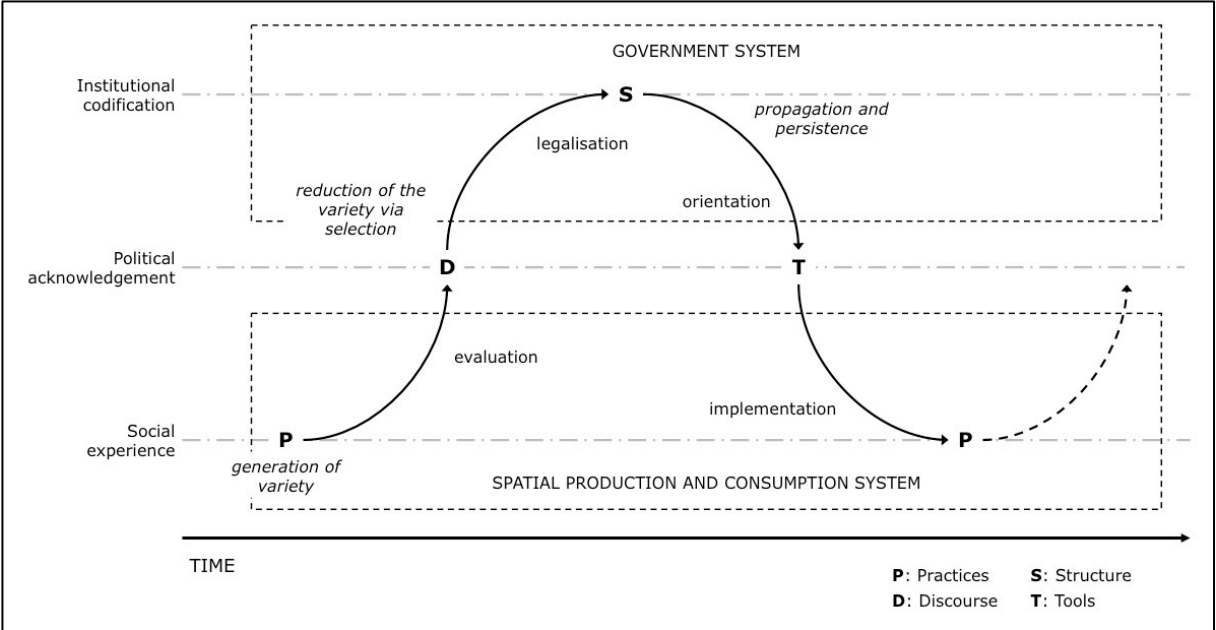 GOVERNMENT SYSTEM
Institutional
codification
S
propagation and
persistence
legalisation
reduction of the
variety via
selection
orientation
Political
acknowledgement
D
T
evaluation
implementation
Social
experience
P
P
generation of
variety
SPATIAL PRODUCTION AND CONSUMPTION SYSTEM
TIME
P: Practices
S: Structure
D: Discourse
T: Tools